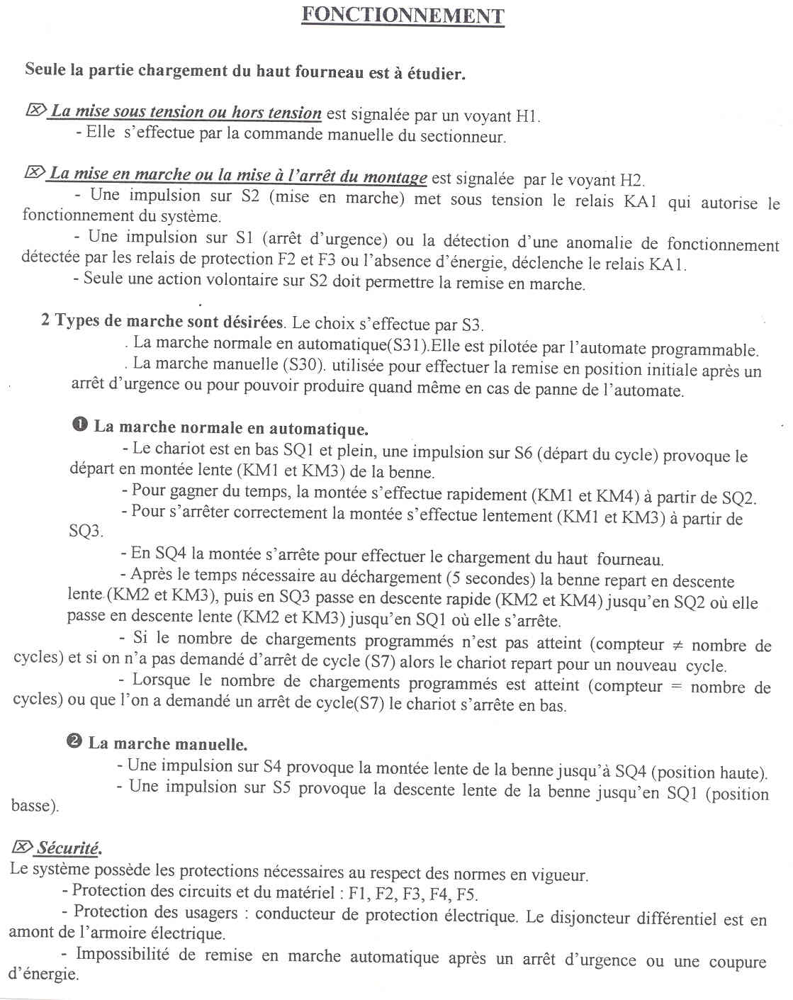 FONCTIONNEMENT
Seule la partie chargement du haut fourneau est à étudier.
La mise sous tension ou hors tension est signalée par un voyant H1.
- Elle s'effectue par la commande manuelle du sectionneur.
La mise en marche ou la mise à l'arrêt du montage est signalée par le voyant H2.
- Une impulsion sur S2 (mise en marche) met sous tension le relais KA1 qui autorise le
fonctionnement du système.
- Une impulsion sur S1 (arrêt d'urgence) ou la détection d'une anomalie de fonctionnement
détectée par les relais de protection F2 et F3 ou l'absence d'énergie, déclenche le relais KA1.
- Seule une action volontaire sur S2 doit permettre la remise en marche.
2 Types de marche sont désirées. Le choix s'effectue par S3.
. La marche normale en automatique(S31).Elle est pilotée par l'automate programmable.
. La marche manuelle (S30). utilisée pour effectuer la remise en position initiale après un
arrêt d'urgence ou pour pouvoir produire quand même en cas de panne de l'automate.
❶ La marche normale en automatique.
- Le chariot est en bas SQ1 et plein, une impulsion sur S6 (départ du cycle) provoque le
départ en montée lente (KM1 et KM3) de la benne.
- Pour gagner du temps, la montée s'effectue rapidement (KM1 et KM4) à partir de SQ2.
- Pour s'arrêter correctement la montée s'effectue lentement (KM1 et KM3) à partir de
SQ3.
- En SQ4 la montée s'arrête pour effectuer le chargement du haut fourneau.
- Après le temps nécessaire au déchargement (5 secondes) la benne repart en descente
lente (KM2 et KM3), puis en SQ3 passe en descente rapide (KM2 et KM4) jusqu'en SQ2 où elle
passe en descente lente (KM2 et KM3) jusqu'en SQ1 où elle s'arrête.
- Si le nombre de chargements programmés n'est pas atteint (compteur ≠ nombre de
cycles) et si on n'a pas demandé d'arrêt de cycle (S7) alors le chariot repart pour un nouveau cycle.
- Lorsque le nombre de chargements programmés est atteint (compteur = nombre de
cycles) ou que l'on a demandé un arrêt de cycle(S7) le chariot s'arrête en bas.
❷ La marche manuelle.
- Une impulsion sur S4 provoque la montée lente de la benne jusqu'à SQ4 (position haute).
- Une impulsion sur S5 provoque la descente lente de la benne jusqu'en SQ1 (position
basse).
Sécurité.
Le système possède les protections nécessaires au respect des normes en vigueur.
- Protection des circuits et du matériel : F1, F2, F3, F4, F5.
- Protection des usagers : conducteur de protection électrique. Le disjoncteur différentiel est en
amont de l'armoire électrique.
- Impossibilité de remise en marche automatique après un arrêt d'urgence ou une coupure
d'énergie.